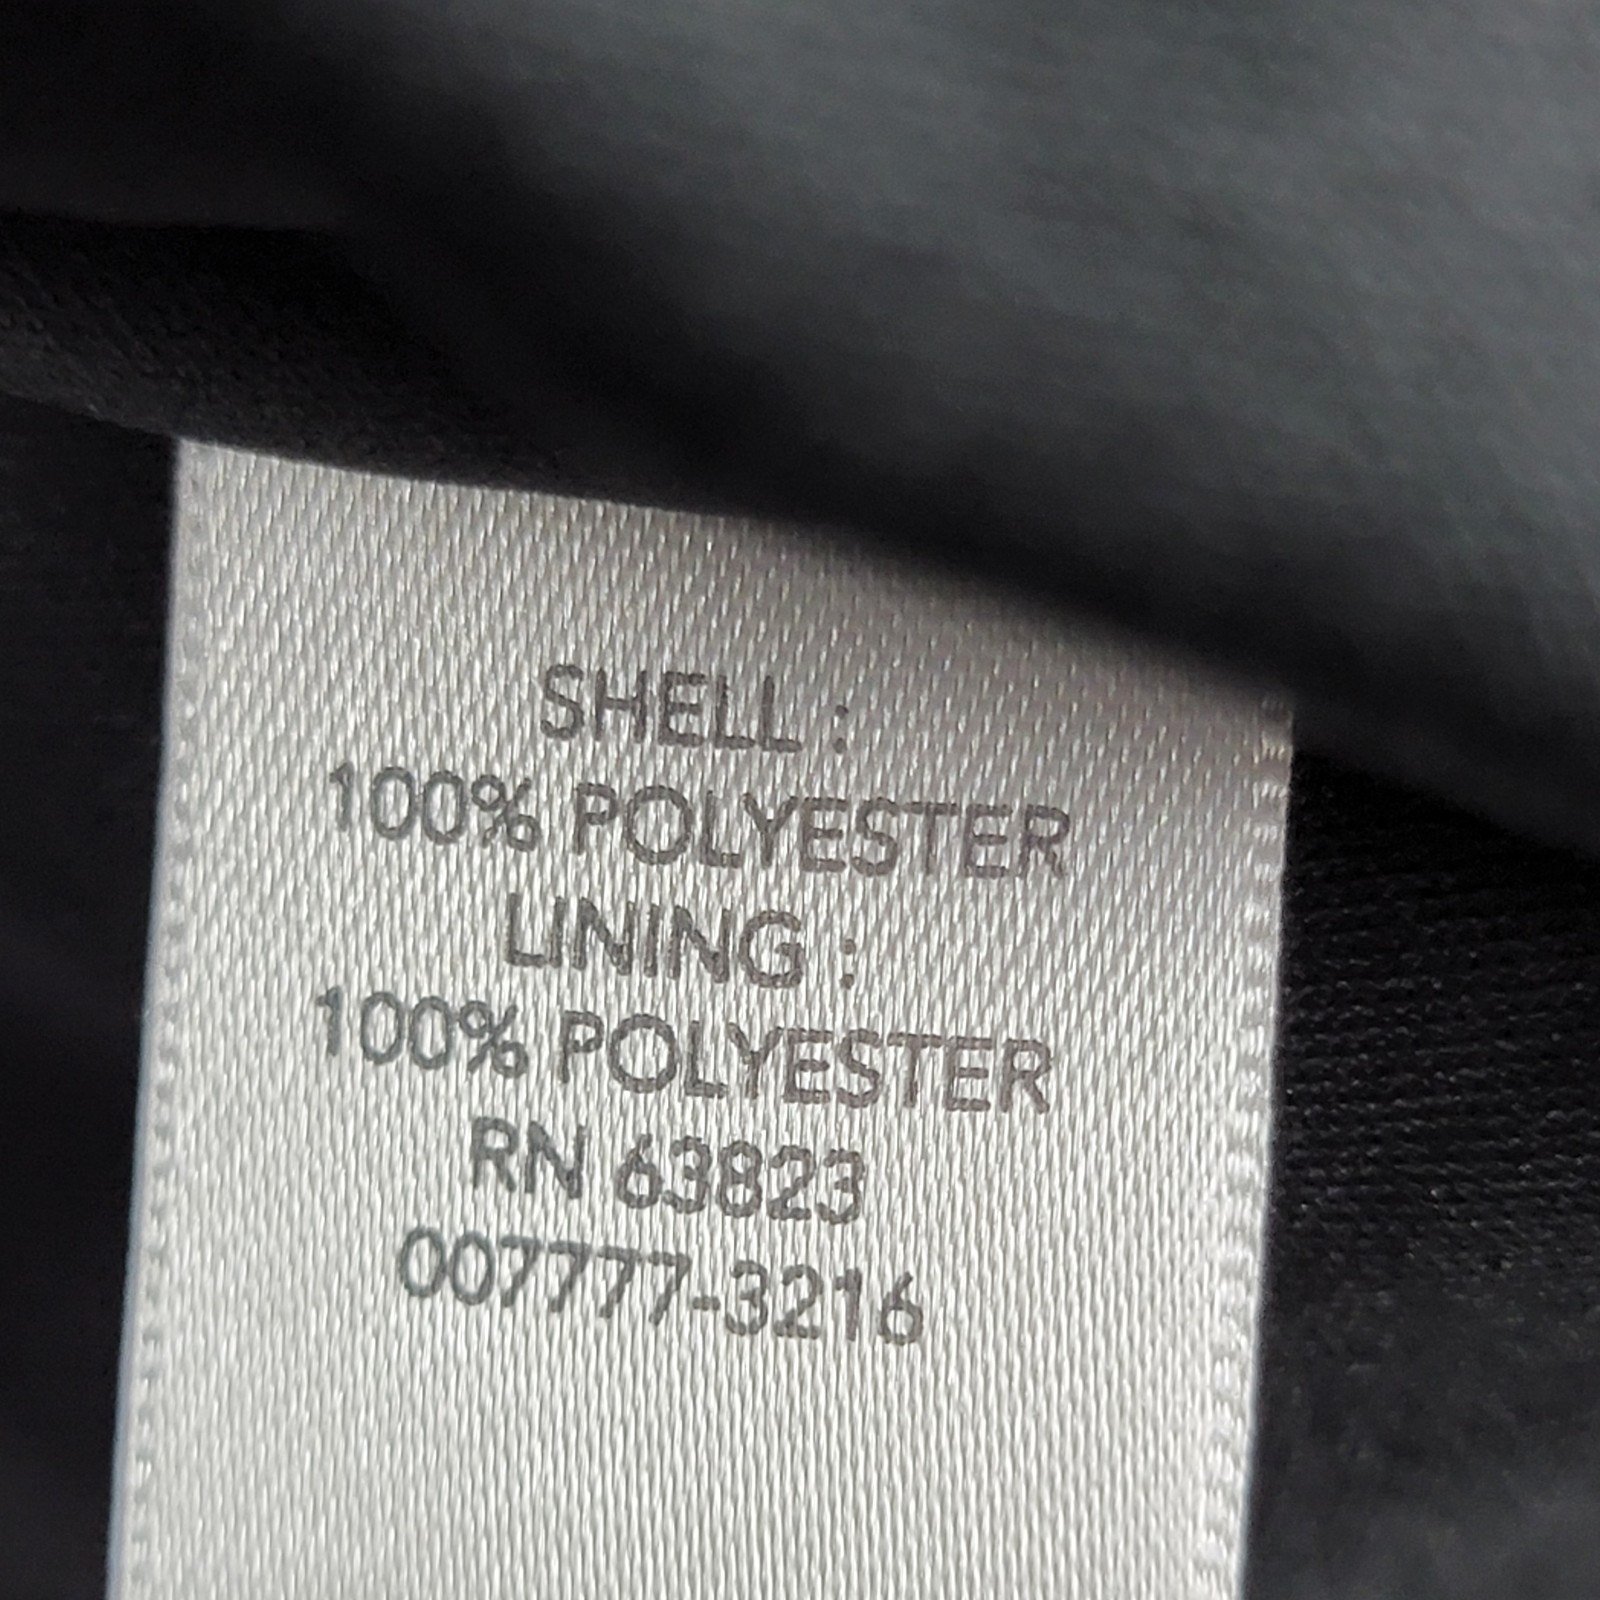 SHELL :
100% POLYESTER
LINING :
100% POLYESTER
RN 63823
007777-3216